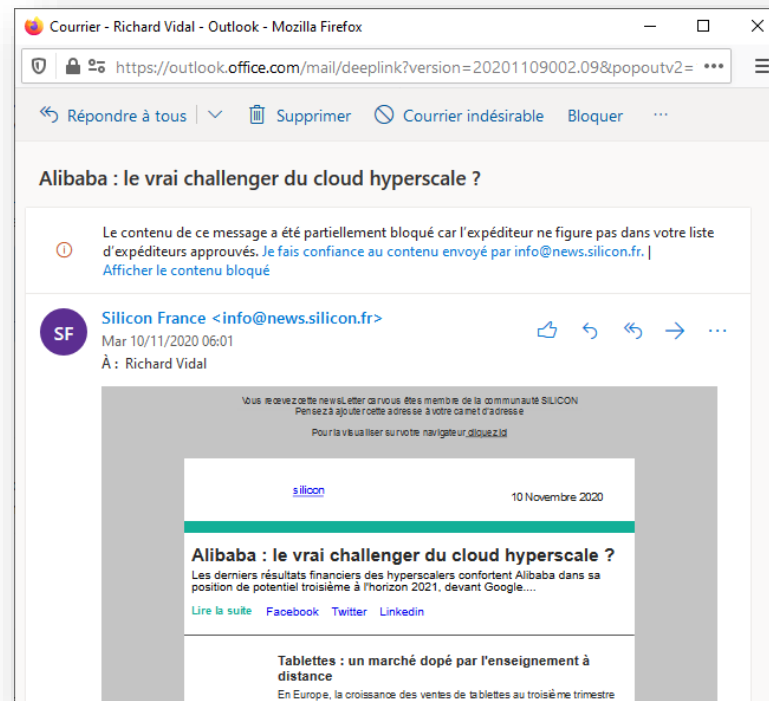 Courrier - Richard Vidal - Outlook - Mozilla Firefox
https://outlook.office.com/mail/deeplink?version=20201109002.09&popoutv2=
Répondre à tous Supprimer Courrier indésirable Bloquer ...
Alibaba : le vrai challenger du cloud hyperscale ?
Le contenu de ce message a été partiellement bloqué car l'expéditeur ne figure pas dans votre liste
d'expéditeurs approuvés. Je fais confiance au contenu envoyé par info@news.silicon.fr. |
Afficher le contenu bloqué
SF
Silicon France <info@news.silicon.fr>
Mar 10/11/2020 06:01
À : Richard Vidal
Vous recevez cette newsLetter car vous êtes membre de la communauté SILICON
Pensez à ajouter cette adresse à votre carnet d'adresse
Pour la visualiser sur votre navigateur cliquez ici
silicon
10 Novembre 2020
Alibaba : le vrai challenger du cloud hyperscale ?
Les derniers résultats financiers des hyperscalers confortent Alibaba dans sa
position de potentiel troisième à l'horizon 2021, devant Google....
Lire la suite Facebook Twitter Linkedin
Tablettes : un marché dopé par l'enseignement à
distance
En Europe, la croissance des ventes de tablettes au troisième trimestre